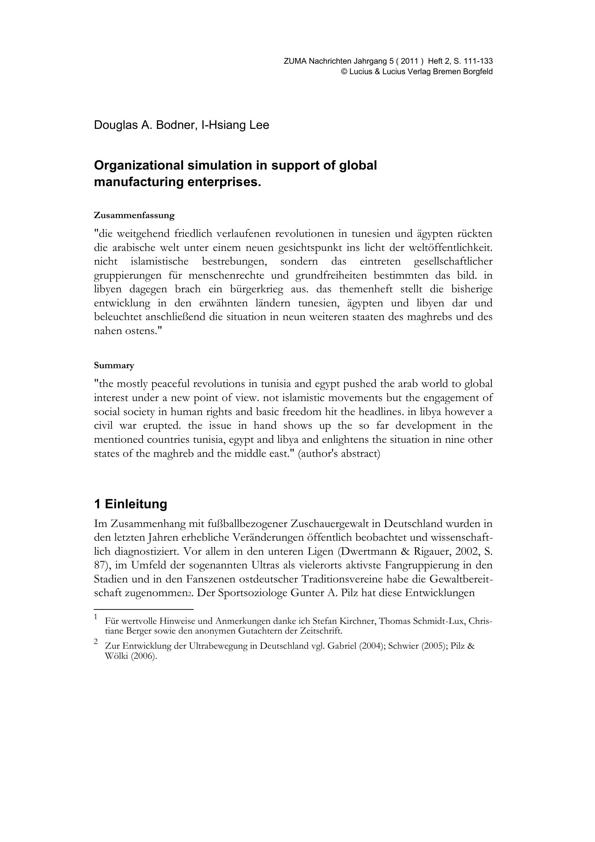 ZUMA Nachrichten Jahrgang 5 ( 2011 ) Heft 2, S. 111-133
© Lucius & Lucius Verlag Bremen Borgfeld
Douglas A. Bodner, I-Hsiang Lee
Organizational simulation in support of global
manufacturing enterprises.
Zusammenfassung
"die weitgehend friedlich verlaufenen revolutionen in tunesien und ägypten rückten
die arabische welt unter einem neuen gesichtspunkt ins licht der weltöffentlichkeit.
nicht islamistische bestrebungen, sondern das eintreten gesellschaftlicher
gruppierungen für menschenrechte und grundfreiheiten bestimmten das bild. in
libyen dagegen brach ein bürgerkrieg aus. das themenheft stellt die bisherige
entwicklung in den erwähnten ländern tunesien, ägypten und libyen dar und
beleuchtet anschließend die situation in neun weiteren staaten des maghrebs und des
nahen ostens."
Summary
"the mostly peaceful revolutions in tunisia and egypt pushed the arab world to global
interest under a new point of view. not islamistic movements but the engagement of
social society in human rights and basic freedom hit the headlines. in libya however a
civil war erupted. the issue in hand shows up the so far development in the
mentioned countries tunisia, egypt and libya and enlightens the situation in nine other
states of the maghreb and the middle east." (author's abstract)
1 Einleitung
Im Zusammenhang mit fußballbezogener Zuschauergewalt in Deutschland wurden in
den letzten Jahren erhebliche Veränderungen öffentlich beobachtet und wissenschaft-
lich diagnostiziert. Vor allem in den unteren Ligen (Dwertmann & Rigauer, 2002, S.
87), im Umfeld der sogenannten Ultras als vielerorts aktivste Fangruppierung in den
Stadien und in den Fanszenen ostdeutscher Traditionsvereine habe die Gewaltbereit-
schaft zugenommen2. Der Sportsoziologe Gunter A. Pilz hat diese Entwicklungen
1 Für wertvolle Hinweise und Anmerkungen danke ich Stefan Kirchner, Thomas Schmidt-Lux, Chris-
tiane Berger sowie den anonymen Gutachtern der Zeitschrift.
2 Zur Entwicklung der Ultrabewegung in Deutschland vgl. Gabriel (2004); Schwier (2005); Pilz &
Wölki (2006).